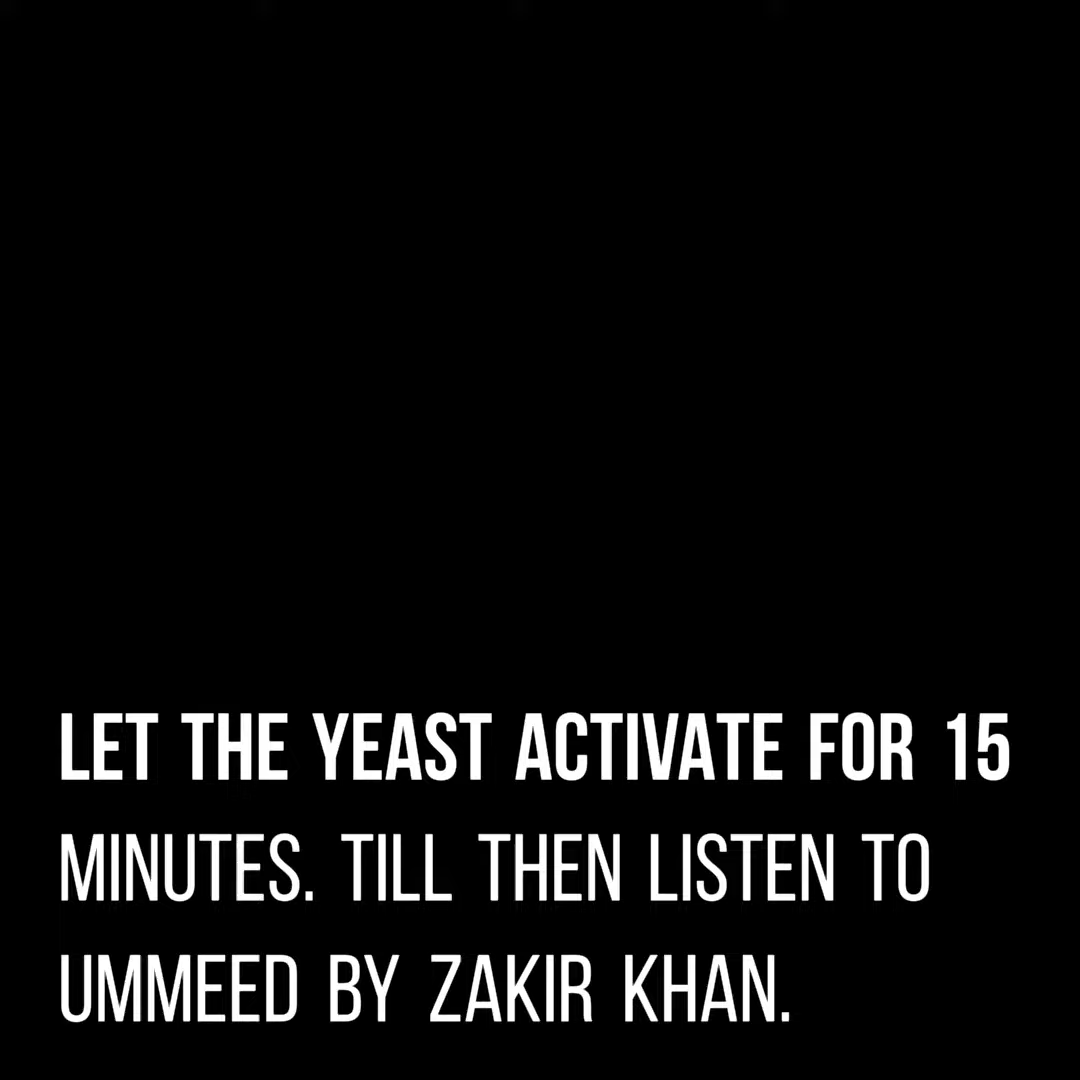 LET THE YEAST ACTIVATE FOR 15
MINUTES. TILL THEN LISTEN TO
UMMEED BY ZAKIR KHAN.